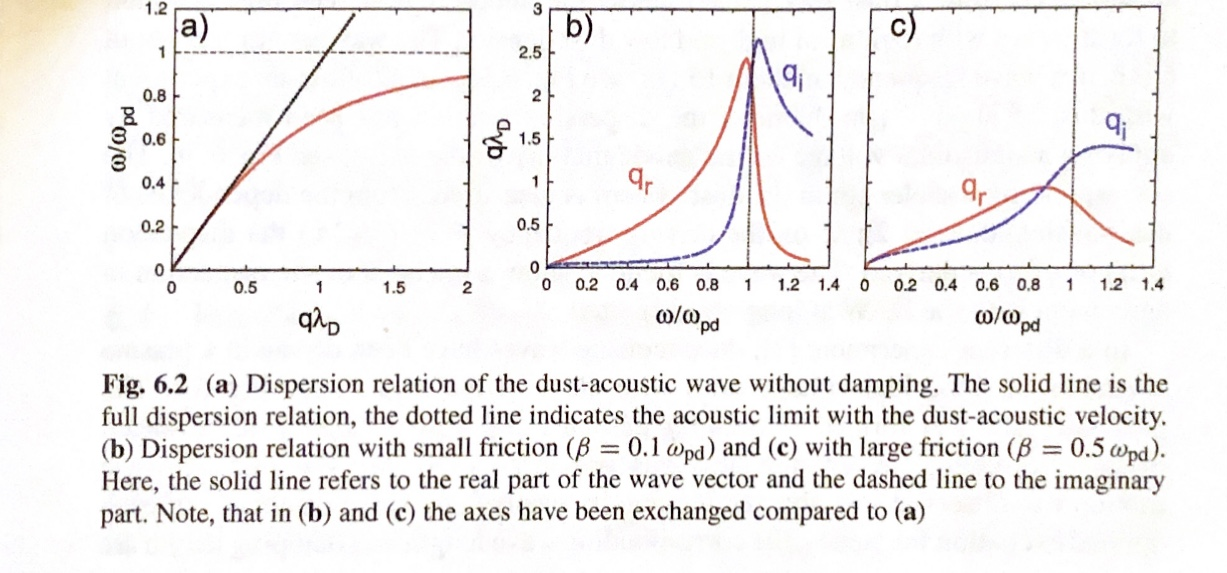 a)
1.2
1
0.8
0.6
0.4
0.2
0
ω/ω_pd
0 0.5 1 1.5 2
qλ_D
b)
3
2.5
2
1.5
1
0.5
0
qλ_D
q_r
q_i
0 0.2 0.4 0.6 0.8 1 1.2 1.4
ω/ω_pd
c)
q_r
q_i
0 0.2 0.4 0.6 0.8 1 1.2 1.4
ω/ω_pd
Fig. 6.2 (a) Dispersion relation of the dust-acoustic wave without damping. The solid line is the
full dispersion relation, the dotted line indicates the acoustic limit with the dust-acoustic velocity.
(b) Dispersion relation with small friction (β = 0.1 ω_pd) and (c) with large friction (β = 0.5 ω_pd).
Here, the solid line refers to the real part of the wave vector and the dashed line to the imaginary
part. Note, that in (b) and (c) the axes have been exchanged compared to (a)